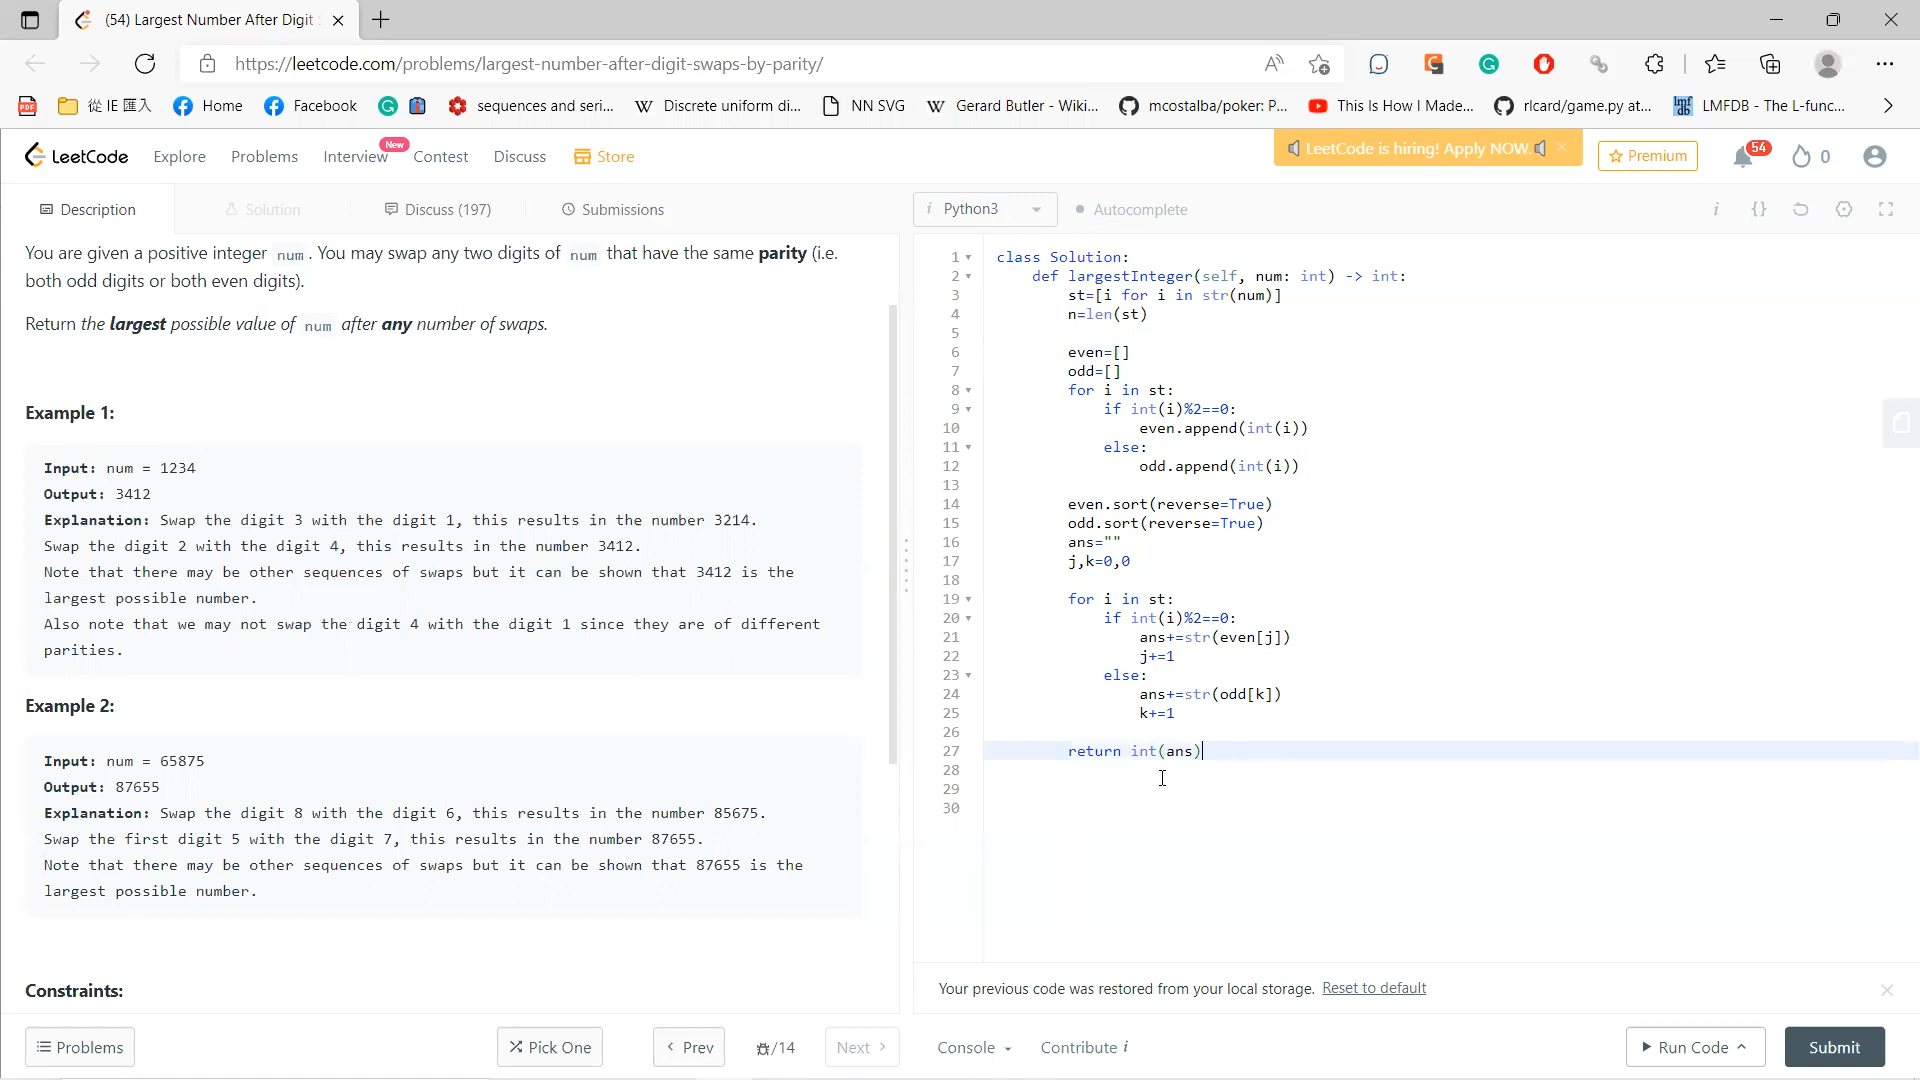 (54) Largest Number After Digit
https://leetcode.com/problems/largest-number-after-digit-swaps-by-parity/
從 IE 匯入 Home Facebook sequences and seri... Discrete uniform di... NN SVG Gerard Butler - Wiki... mcostalba/poker: P... This Is How I Made... rlcard/game.py at... LMFDB - The L-func...
LeetCode Explore Problems Interview New Contest Discuss Store LeetCode is hiring! Apply NOW. Premium 54 0
Description Solution Discuss (197) Submissions
Python3 Autocomplete
You are given a positive integer num. You may swap any two digits of num that have the same parity (i.e.
both odd digits or both even digits).
Return the largest possible value of num after any number of swaps.
Example 1:
Input: num = 1234
Output: 3412
Explanation: Swap the digit 3 with the digit 1, this results in the number 3214.
Swap the digit 2 with the digit 4, this results in the number 3412.
Note that there may be other sequences of swaps but it can be shown that 3412 is the
largest possible number.
Also note that we may not swap the digit 4 with the digit 1 since they are of different
parities.
Example 2:
Input: num = 65875
Output: 87655
Explanation: Swap the digit 8 with the digit 6, this results in the number 85675.
Swap the first digit 5 with the digit 7, this results in the number 87655.
Note that there may be other sequences of swaps but it can be shown that 87655 is the
largest possible number.
Constraints:
1 class Solution:
2 def largestInteger(self, num: int) -> int:
3 st=[i for i in str(num)]
4 n=len(st)
5
6 even=[]
7 odd=[]
8 for i in st:
9 if int(i)%2==0:
10 even.append(int(i))
11 else:
12 odd.append(int(i))
13
14 even.sort(reverse=True)
15 odd.sort(reverse=True)
16 ans=""
17 j,k=0,0
18
19 for i in st:
20 if int(i)%2==0:
21 ans+=str(even[j])
22 j+=1
23 else:
24 ans+=str(odd[k])
25 k+=1
26
27 return int(ans)
28
29
30
Your previous code was restored from your local storage. Reset to default
Problems Pick One Prev /14 Next Console Contribute i Run Code Submit